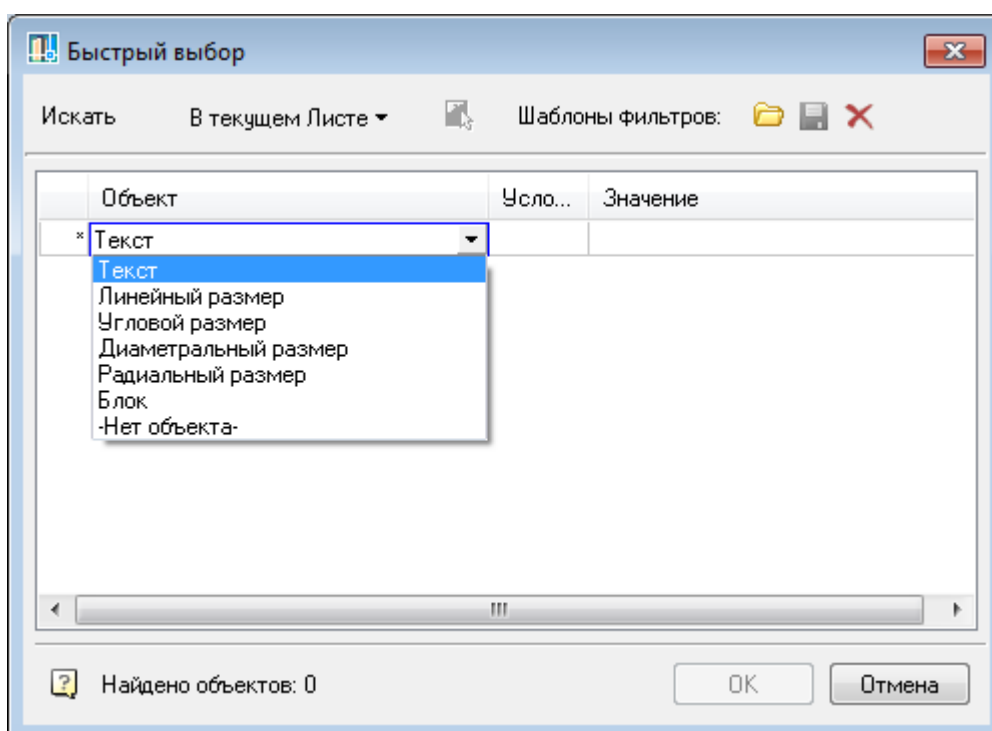 Быстрый выбор
Искать В текущем Листе Шаблоны фильтров:
Объект Усло... Значение
* Текст
Текст
Линейный размер
Угловой размер
Диаметральный размер
Радиальный размер
Блок
-Нет объекта-
Найдено объектов: 0 OK Отмена